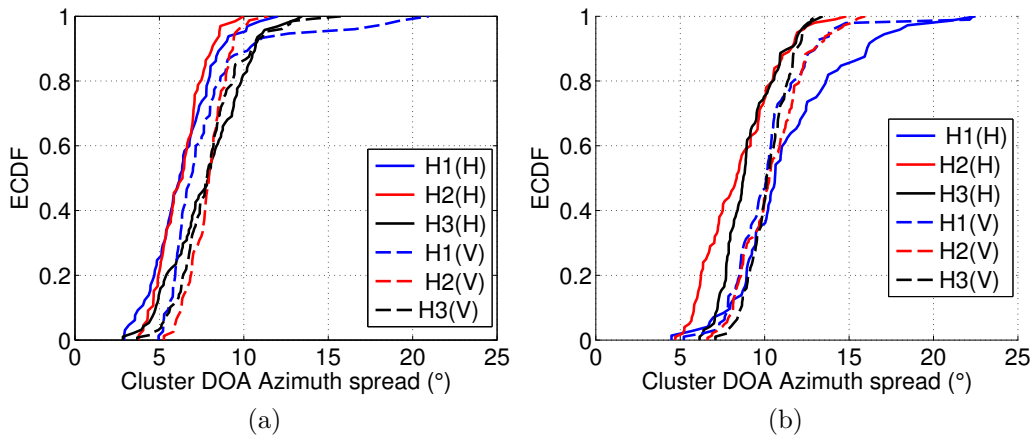 1
0.8
0.6
0.4
0.2
0
ECDF
H1(H)
H2(H)
H3(H)
H1(V)
H2(V)
H3(V)
0 5 10 15 20 25
Cluster DOA Azimuth spread (°)
(a)
1
0.8
0.6
0.4
0.2
0
ECDF
H1(H)
H2(H)
H3(H)
H1(V)
H2(V)
H3(V)
0 5 10 15 20 25
Cluster DOA Azimuth spread (°)
(b)